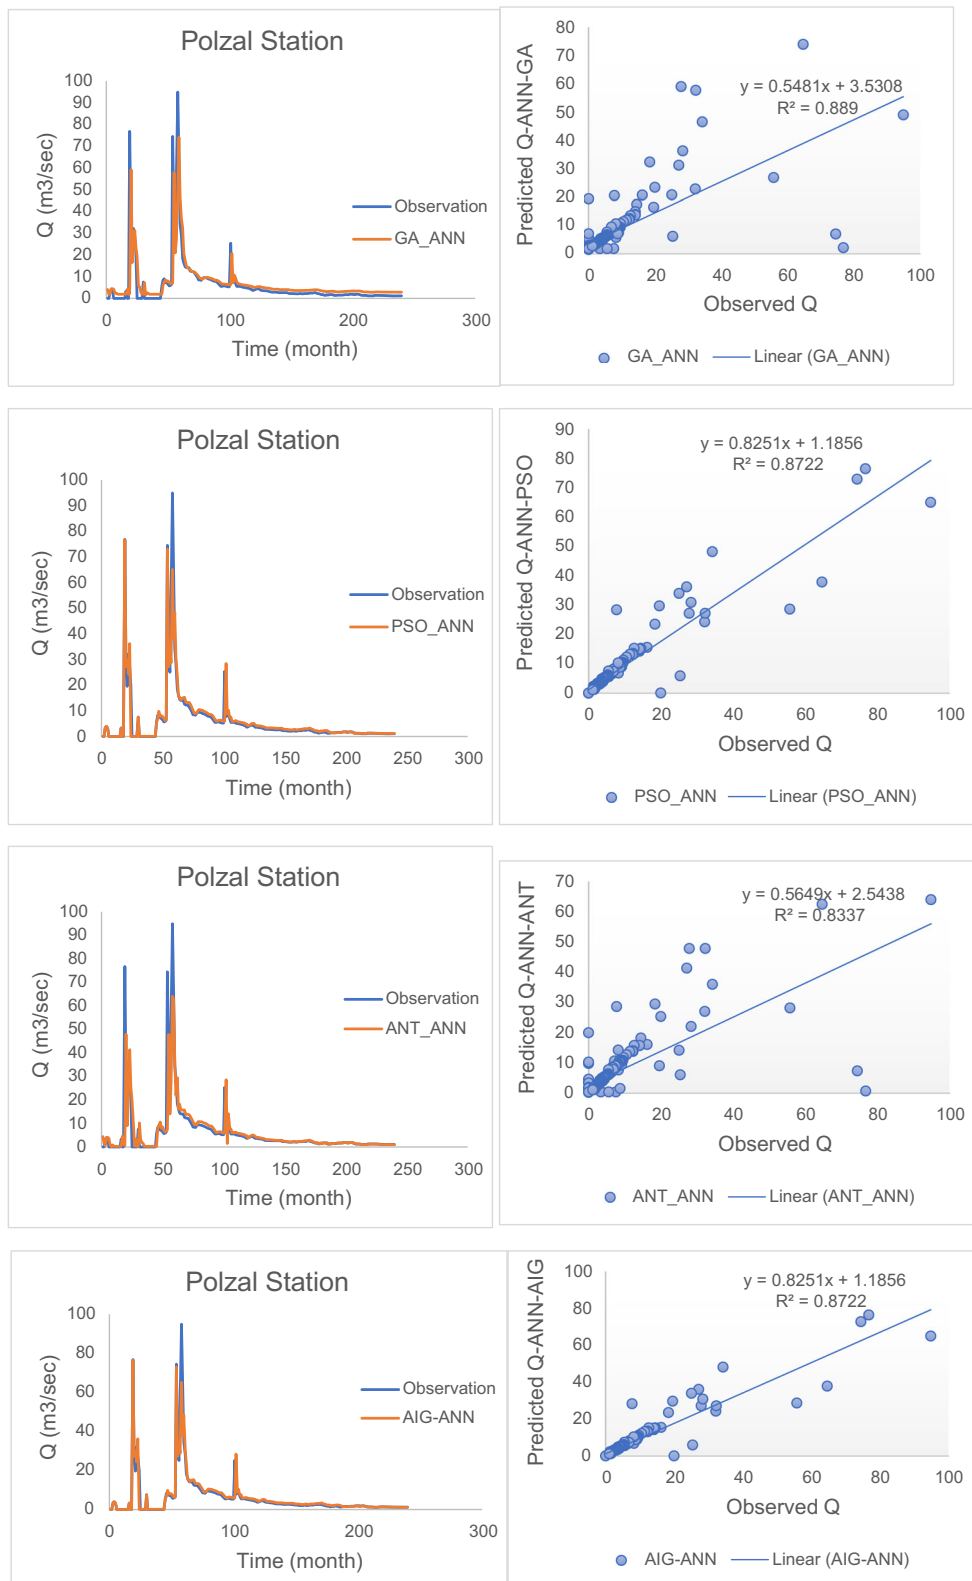 Polzal Station
Q (m3/sec)
100
90
80
70
60
50
40
30
20
10
0
0 100 200 300
Time (month)
Observation
GA_ANN
Predicted Q-ANN-GA
80
70
60
50
40
30
20
10
0
y = 0.5481x + 3.5308
R² = 0.889
0 20 40 60 80 100
Observed Q
GA_ANN Linear (GA_ANN)
Polzal Station
Q (m3/sec)
100
90
80
70
60
50
40
30
20
10
0
0 50 100 150 200 250 300
Time (month)
Observation
PSO_ANN
Predicted Q-ANN-PSO
90
80
70
60
50
40
30
20
10
0
y = 0.8251x + 1.1856
R² = 0.8722
0 20 40 60 80 100
Observed Q
PSO_ANN Linear (PSO_ANN)
Polzal Station
Q (m3/sec)
100
90
80
70
60
50
40
30
20
10
0
0 50 100 150 200 250 300
Time (month)
Observation
ANT_ANN
Predicted Q-ANN-ANT
70
60
50
40
30
20
10
0
y = 0.5649x + 2.5438
R² = 0.8337
0 20 40 60 80 100
Observed Q
ANT_ANN Linear (ANT_ANN)
Polzal Station
Q (m3/sec)
100
80
60
40
20
0
0 100 200 300
Time (month)
Observation
AIG-ANN
Predicted Q-ANN-AIG
100
80
60
40
20
0
y = 0.8251x + 1.1856
R² = 0.8722
0 20 40 60 80 100
Observed Q
AIG-ANN Linear (AIG-ANN)